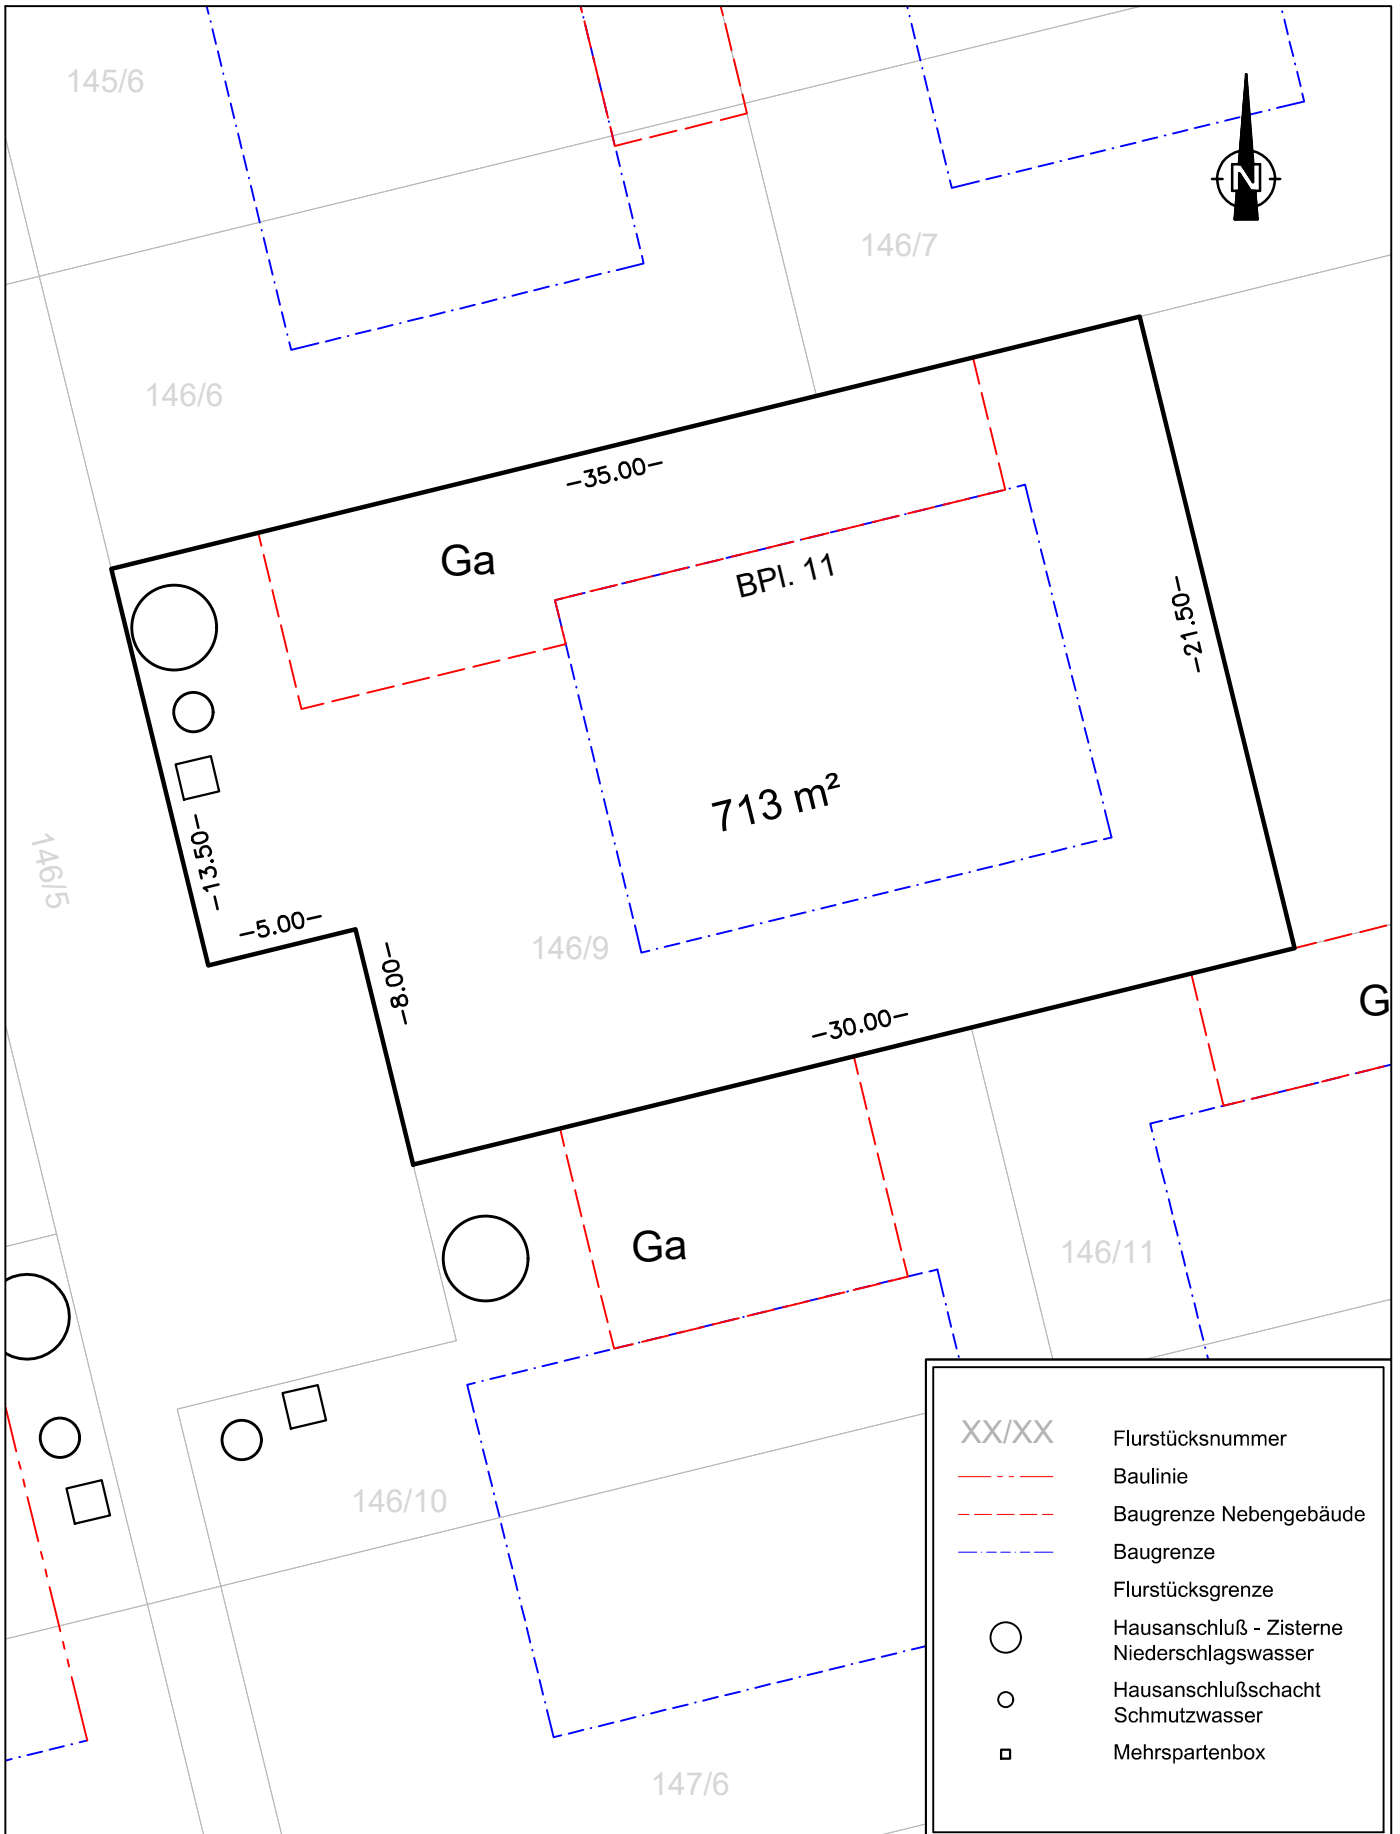 145/6
N
146/7
146/6
-35.00-
Ga
BPl. 11
-21.50-
713 m²
-13.50-
146/5
-5.00-
-8.00-
146/9
-30.00-
G
Ga
146/11
146/10
147/6
XX/XX Flurstücksnummer
Baulinie
Baugrenze Nebengebäude
Baugrenze
Flurstücksgrenze
Hausanschluß - Zisterne
Niederschlagswasser
Hausanschlußschacht
Schmutzwasser
Mehrspartenbox